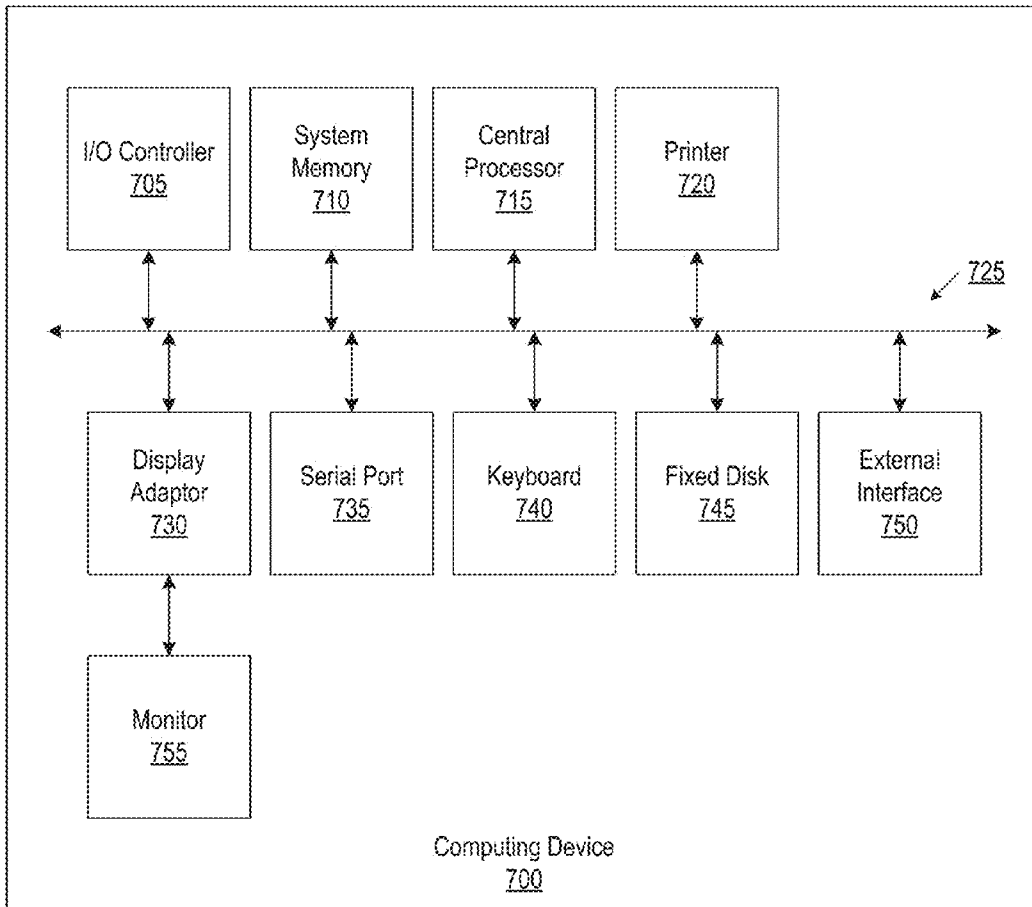 I/O Controller
705
System
Memory
710
Central
Processor
715
Printer
720
725
Display
Adaptor
730
Serial Port
735
Keyboard
740
Fixed Disk
745
External
Interface
750
Monitor
755
Computing Device
700